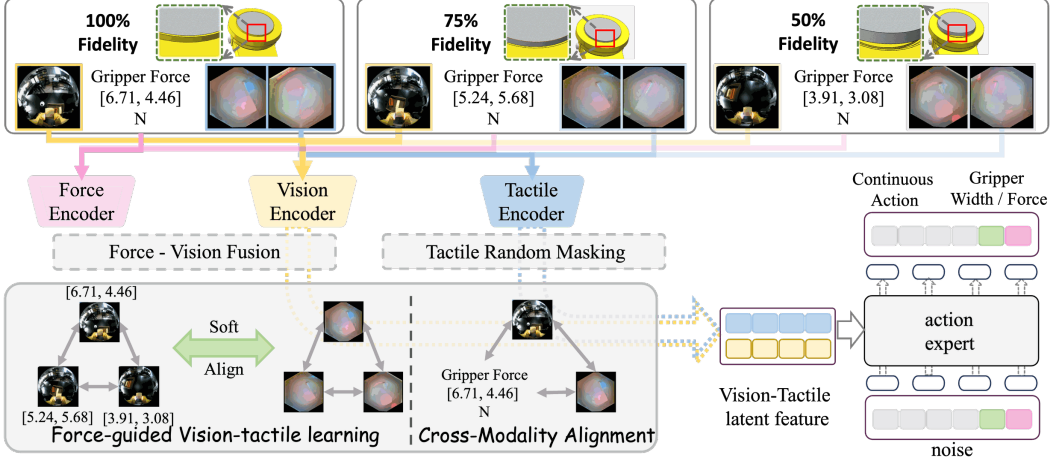 100%
Fidelity
Gripper Force
[6.71, 4.46]
N
75%
Fidelity
Gripper Force
[5.24, 5.68]
N
50%
Fidelity
Gripper Force
[3.91, 3.08]
N
Force
Encoder
Vision
Encoder
Tactile
Encoder
Force - Vision Fusion
Tactile Random Masking
[6.71, 4.46]
[5.24, 5.68]
[3.91, 3.08]
Soft
Align
Force-guided Vision-tactile learning
Gripper Force
[6.71, 4.46]
N
Cross-Modality Alignment
Vision-Tactile
latent feature
Continuous
Action
Gripper
Width / Force
action
expert
noise